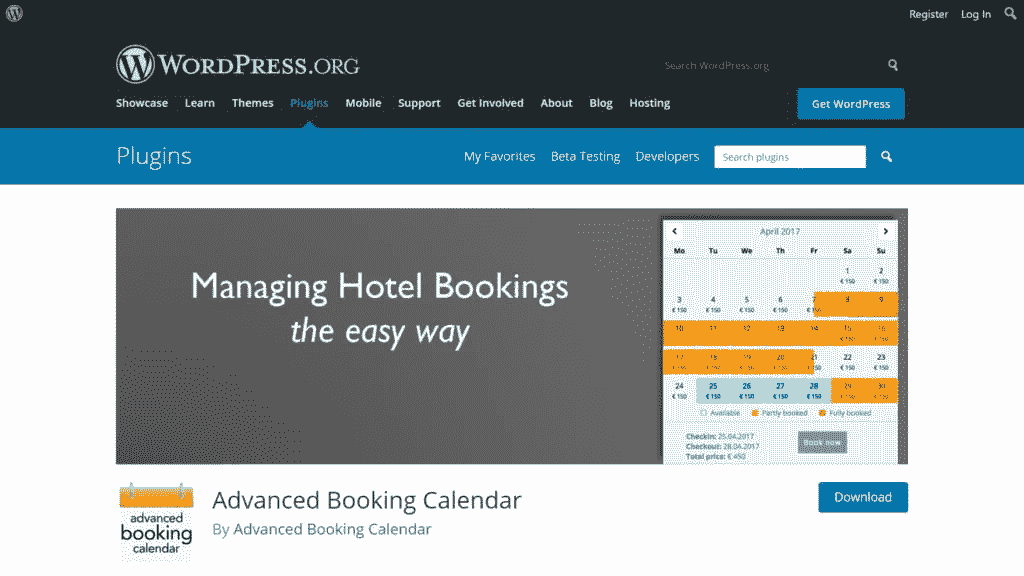 Register Log In
WORDPRESS.ORG
Search WordPress.org
Showcase Learn Themes Plugins Mobile Support Get Involved About Blog Hosting
Get WordPress
Plugins
My Favorites Beta Testing Developers
Search plugins
Managing Hotel Bookings
the easy way
April 2017
Mo Tu We Th Fr Sa Su
1 2
€ 150 € 150
3 4 5 6 7 8 9
€ 150 € 150 € 150 € 150 € 150
10 11 12 13 14 15 16
€ 150 € 150
17 18 19 20 21 22 23
€ 150 € 150 € 150 € 150 € 150 € 150 € 150
24 25 26 27 28 29 30
€ 150 € 150 € 150 € 150 € 150 € 150 € 150
Available Partly booked Fully booked
Checkin: 25.04.2017
Checkout: 28.04.2017
Total price: € 450
Book now
advanced
booking
calendar
Advanced Booking Calendar
By Advanced Booking Calendar
Download